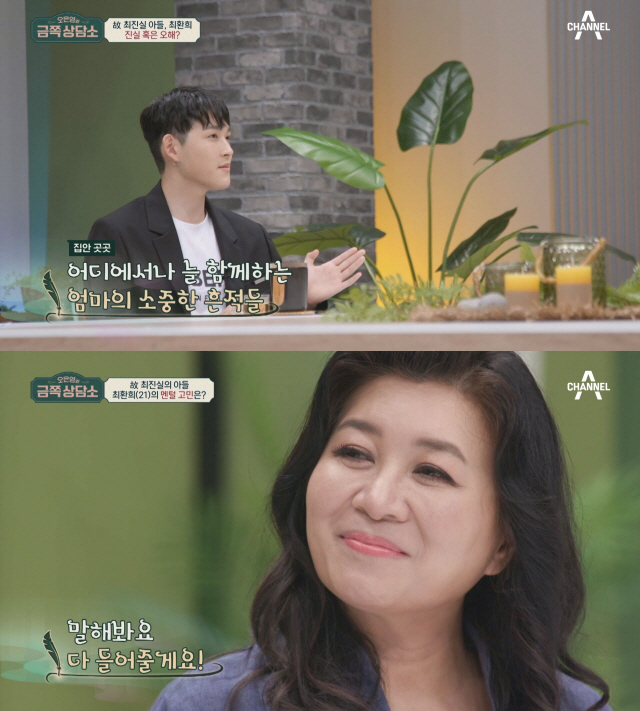 오은영의
금쪽 상담소
故 최진실 아들, 최환희
진실 혹은 오해?
CHANNEL
A
집안 곳곳
어디에서나 늘 함께하는
엄마의 소중한 흔적들
오은영의
금쪽 상담소
故 최진실의 아들
최환희(21)의 멘털 고민은?
CHANNEL
A
말해봐요
다 들어줄게요!